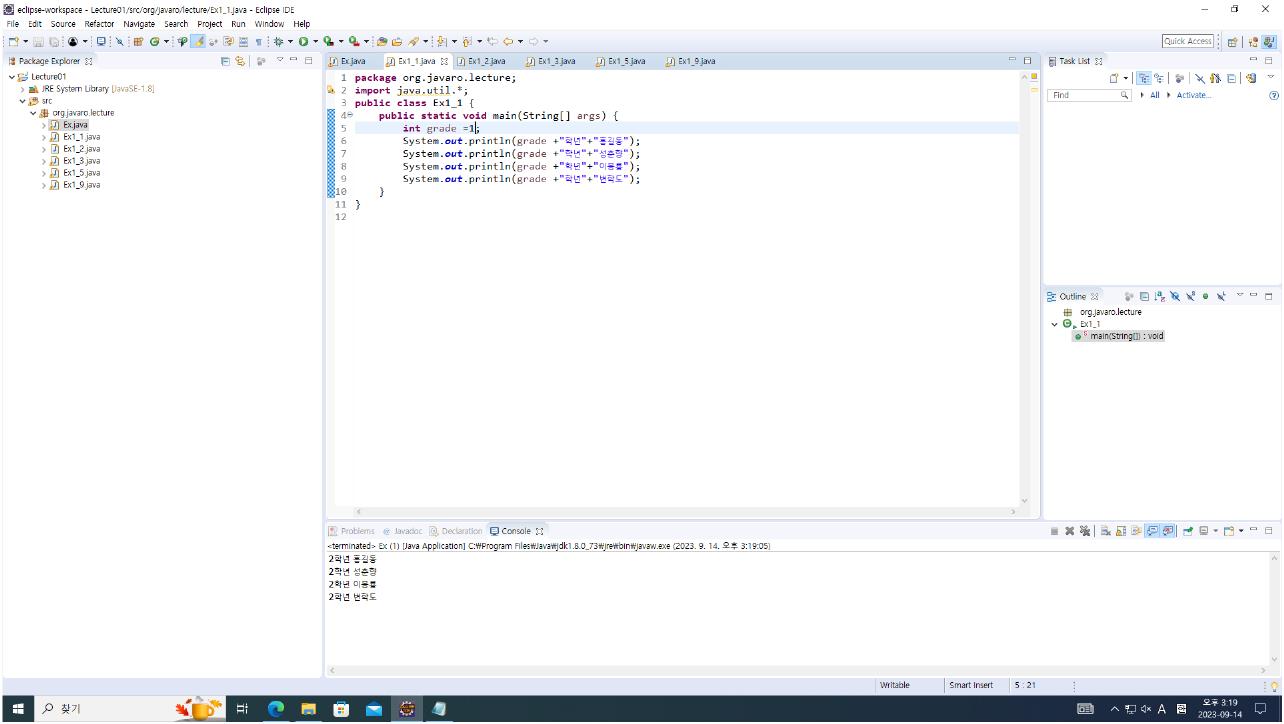 eclipse-workspace - Lecture01/src/org/javaro/lecture/Ex1_1.java - Eclipse IDE
File Edit Source Refactor Navigate Search Project Run Window Help
Quick Access
Package Explorer
Lecture01
JRE System Library [JavaSE-1.8]
src
org.javaro.lecture
Ex.java
Ex1_1.java
Ex1_2.java
Ex1_3.java
Ex1_5.java
Ex1_9.java
Ex.java Ex1_1.java Ex1_2.java Ex1_3.java Ex1_5.java Ex1_9.java
1 package org.javaro.lecture;
2 import java.util.*;
3 public class Ex1_1 {
4 public static void main(String[] args) {
5 int grade =1;
6 System.out.println(grade +"학년"+"홍길동");
7 System.out.println(grade +"학년"+"성춘향");
8 System.out.println(grade +"학년"+"이몽룡");
9 System.out.println(grade +"학년"+"변학도");
10 }
11 }
12
Task List
Find All Activate...
Outline
org.javaro.lecture
Ex1_1
main(String[]) : void
Problems Javadoc Declaration Console
<terminated> Ex (1) [Java Application] C:₩Program Files₩Java₩jdk1.8.0_73₩jre₩bin₩javaw.exe (2023. 9. 14. 오후 3:19:05)
2학년 홍길동
2학년 성춘향
2학년 이몽룡
2학년 변학도
Writable Smart Insert 5 : 21
찾기
A
오후 3:19
2023-09-14